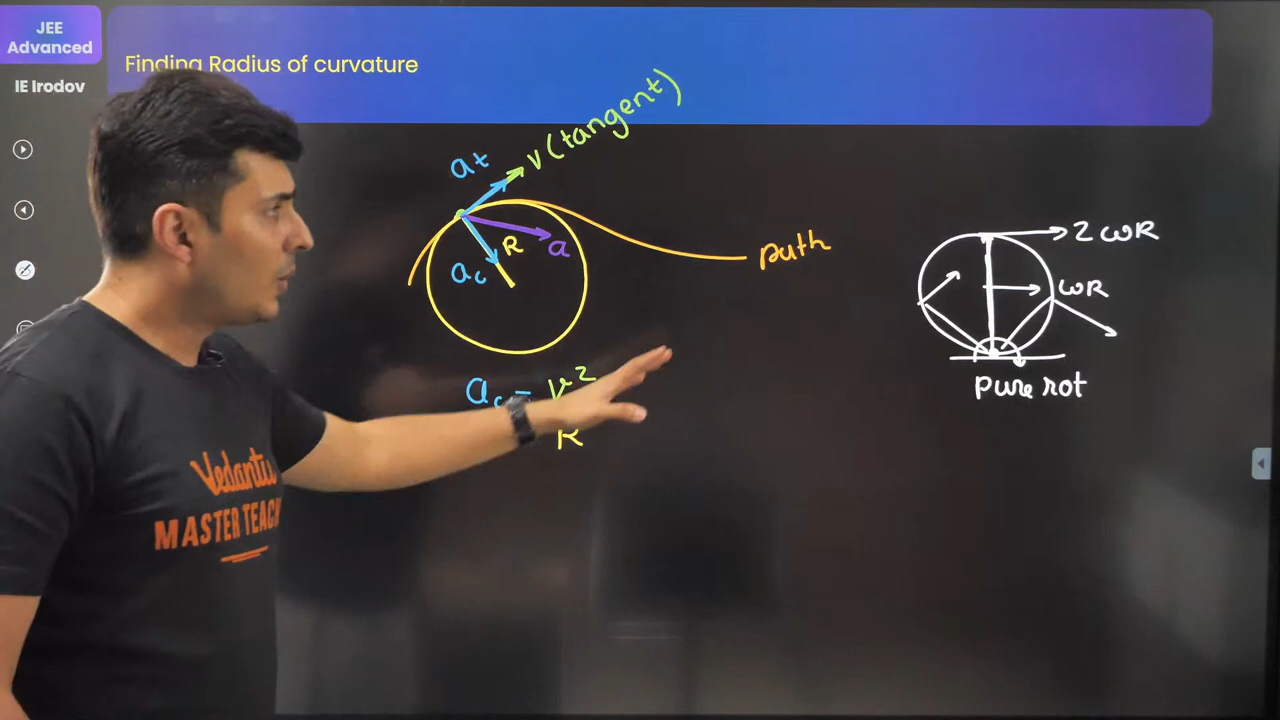 JEE
Advanced
IE Irodov
Finding Radius of curvature
at
v (tangent)
R
a
ac
path
ac = v2
R
2 ωR
ωR
pure rot
Vedantu
MASTER TEACH